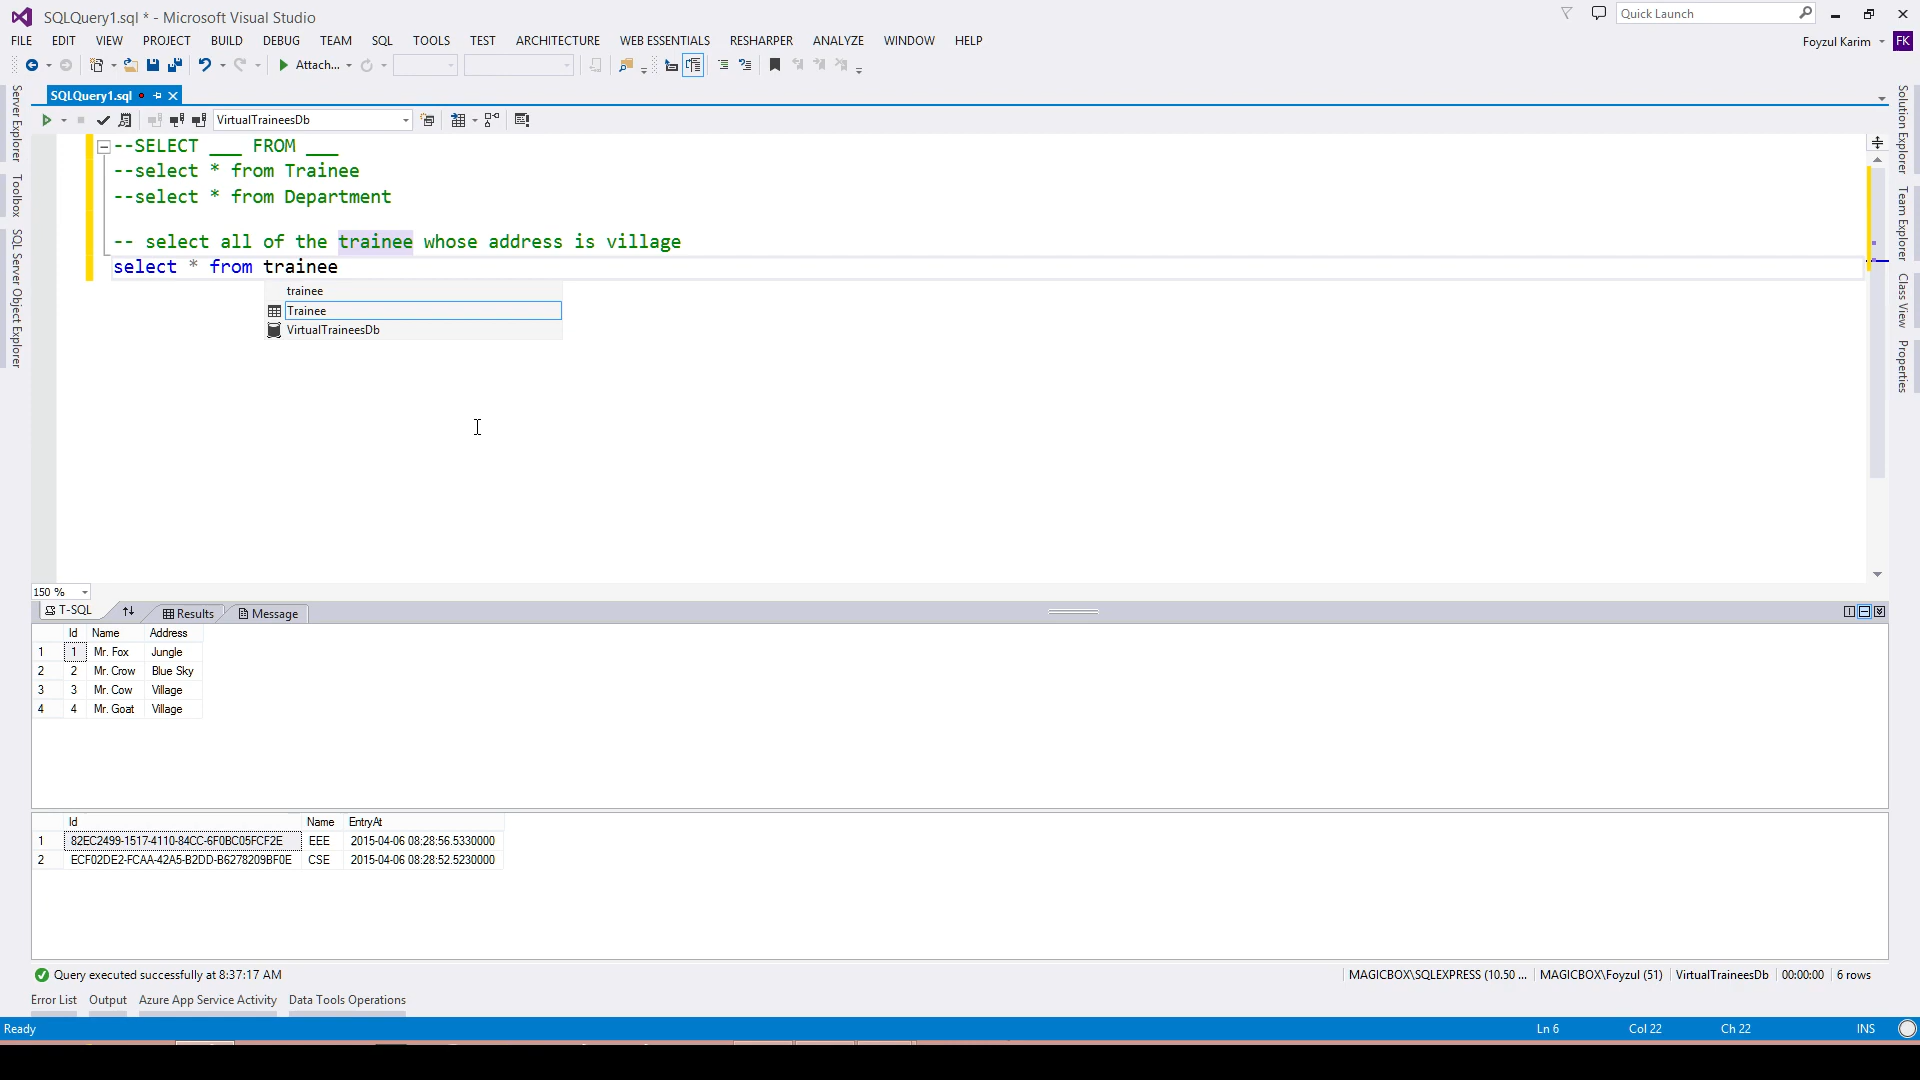 SQLQuery1.sql * - Microsoft Visual Studio
Quick Launch
FILE EDIT VIEW PROJECT BUILD DEBUG TEAM SQL TOOLS TEST ARCHITECTURE WEB ESSENTIALS RESHARPER ANALYZE WINDOW HELP
Foyzul Karim FK
Attach...
SQLQuery1.sql
VirtualTraineesDb
Server Explorer
Toolbox
SQL Server Object Explorer
--SELECT ___ FROM ___
--select * from Trainee
--select * from Department
-- select all of the trainee whose address is village
select * from trainee
trainee
Trainee
VirtualTraineesDb
Solution Explorer
Team Explorer
Class View
Properties
150 %
T-SQL Results Message
Id Name Address
1 1 Mr. Fox Jungle
2 2 Mr. Crow Blue Sky
3 3 Mr. Cow Village
4 4 Mr. Goat Village
Id Name EntryAt
1 82EC2499-1517-4110-84CC-6F0BC05FCF2E EEE 2015-04-06 08:28:56.5330000
2 ECF02DE2-FCAA-42A5-B2DD-B6278209BF0E CSE 2015-04-06 08:28:52.5230000
Query executed successfully at 8:37:17 AM
MAGICBOX\SQLEXPRESS (10.50 ... MAGICBOX\Foyzul (51) VirtualTraineesDb 00:00:00 6 rows
Error List Output Azure App Service Activity Data Tools Operations
Ready Ln 6 Col 22 Ch 22 INS